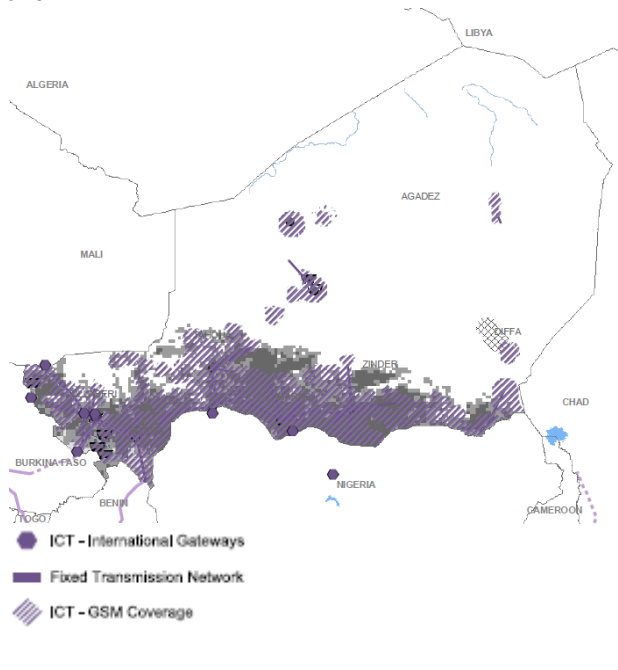 LIBYA
ALGERIA
AGADEZ
MALI
DIFFA
ZINDER
CHAD
BURKINA FASO
NIGERIA
BENIN
TOGO
CAMEROON
ICT - International Gateways
Fixed Transmission Network
ICT - GSM Coverage